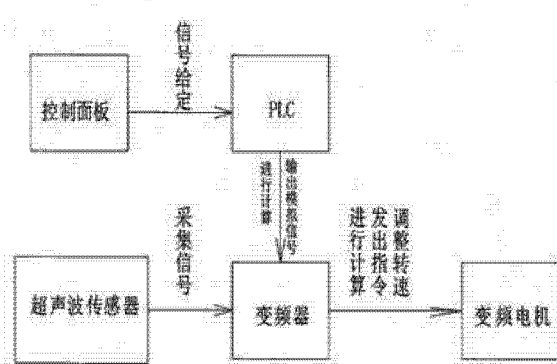 信号给定
控制面板
PLC
进行计算
输出模拟信号
采集信号
进行计算
发出指令
调整转速
超声波传感器
变频器
变频电机